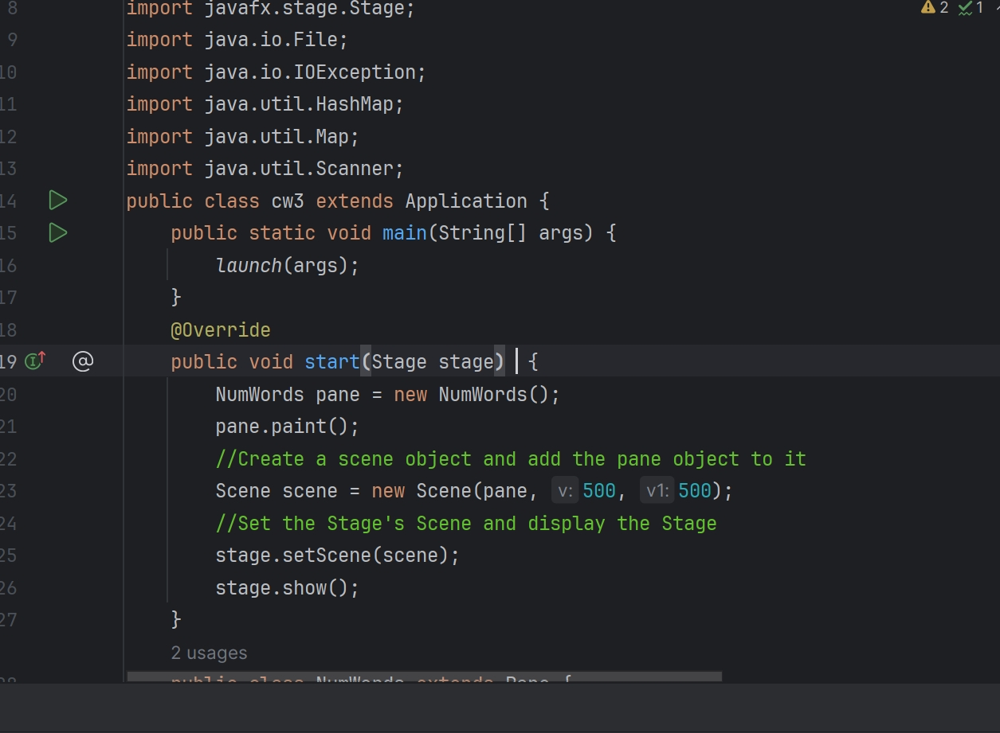 8 import javafx.stage.Stage; 2 1
9 import java.io.File;
10 import java.io.IOException;
11 import java.util.HashMap;
12 import java.util.Map;
13 import java.util.Scanner;
14 public class cw3 extends Application {
15 public static void main(String[] args) {
16 launch(args);
17 }
18 @Override
19 public void start(Stage stage) {
20 NumWords pane = new NumWords();
21 pane.paint();
22 //Create a scene object and add the pane object to it
23 Scene scene = new Scene(pane, v: 500, v1: 500);
24 //Set the Stage's Scene and display the Stage
25 stage.setScene(scene);
26 stage.show();
27 }
2 usages
28 public class NumWords extends Pane {